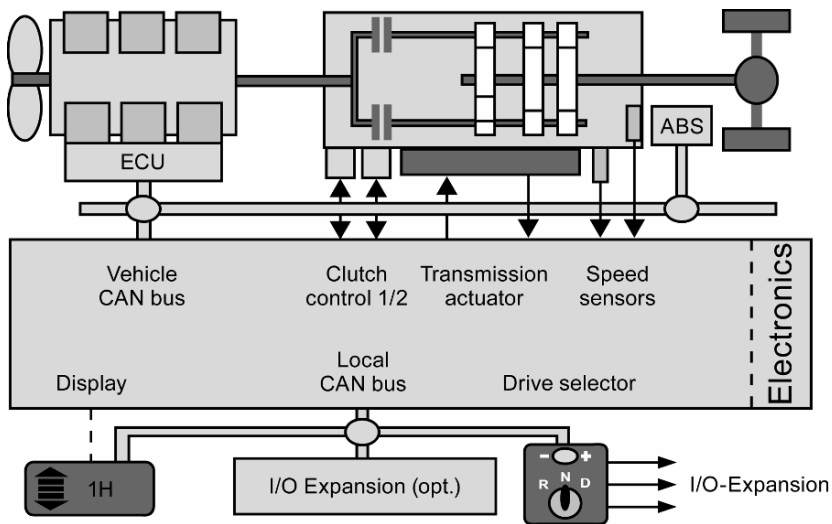 ECU
ABS
Vehicle
CAN bus
Clutch
control 1/2
Transmission
actuator
Speed
sensors
Electronics
Display
Local
CAN bus
Drive selector
1H
I/O Expansion (opt.)
- +
R N D
I/O-Expansion